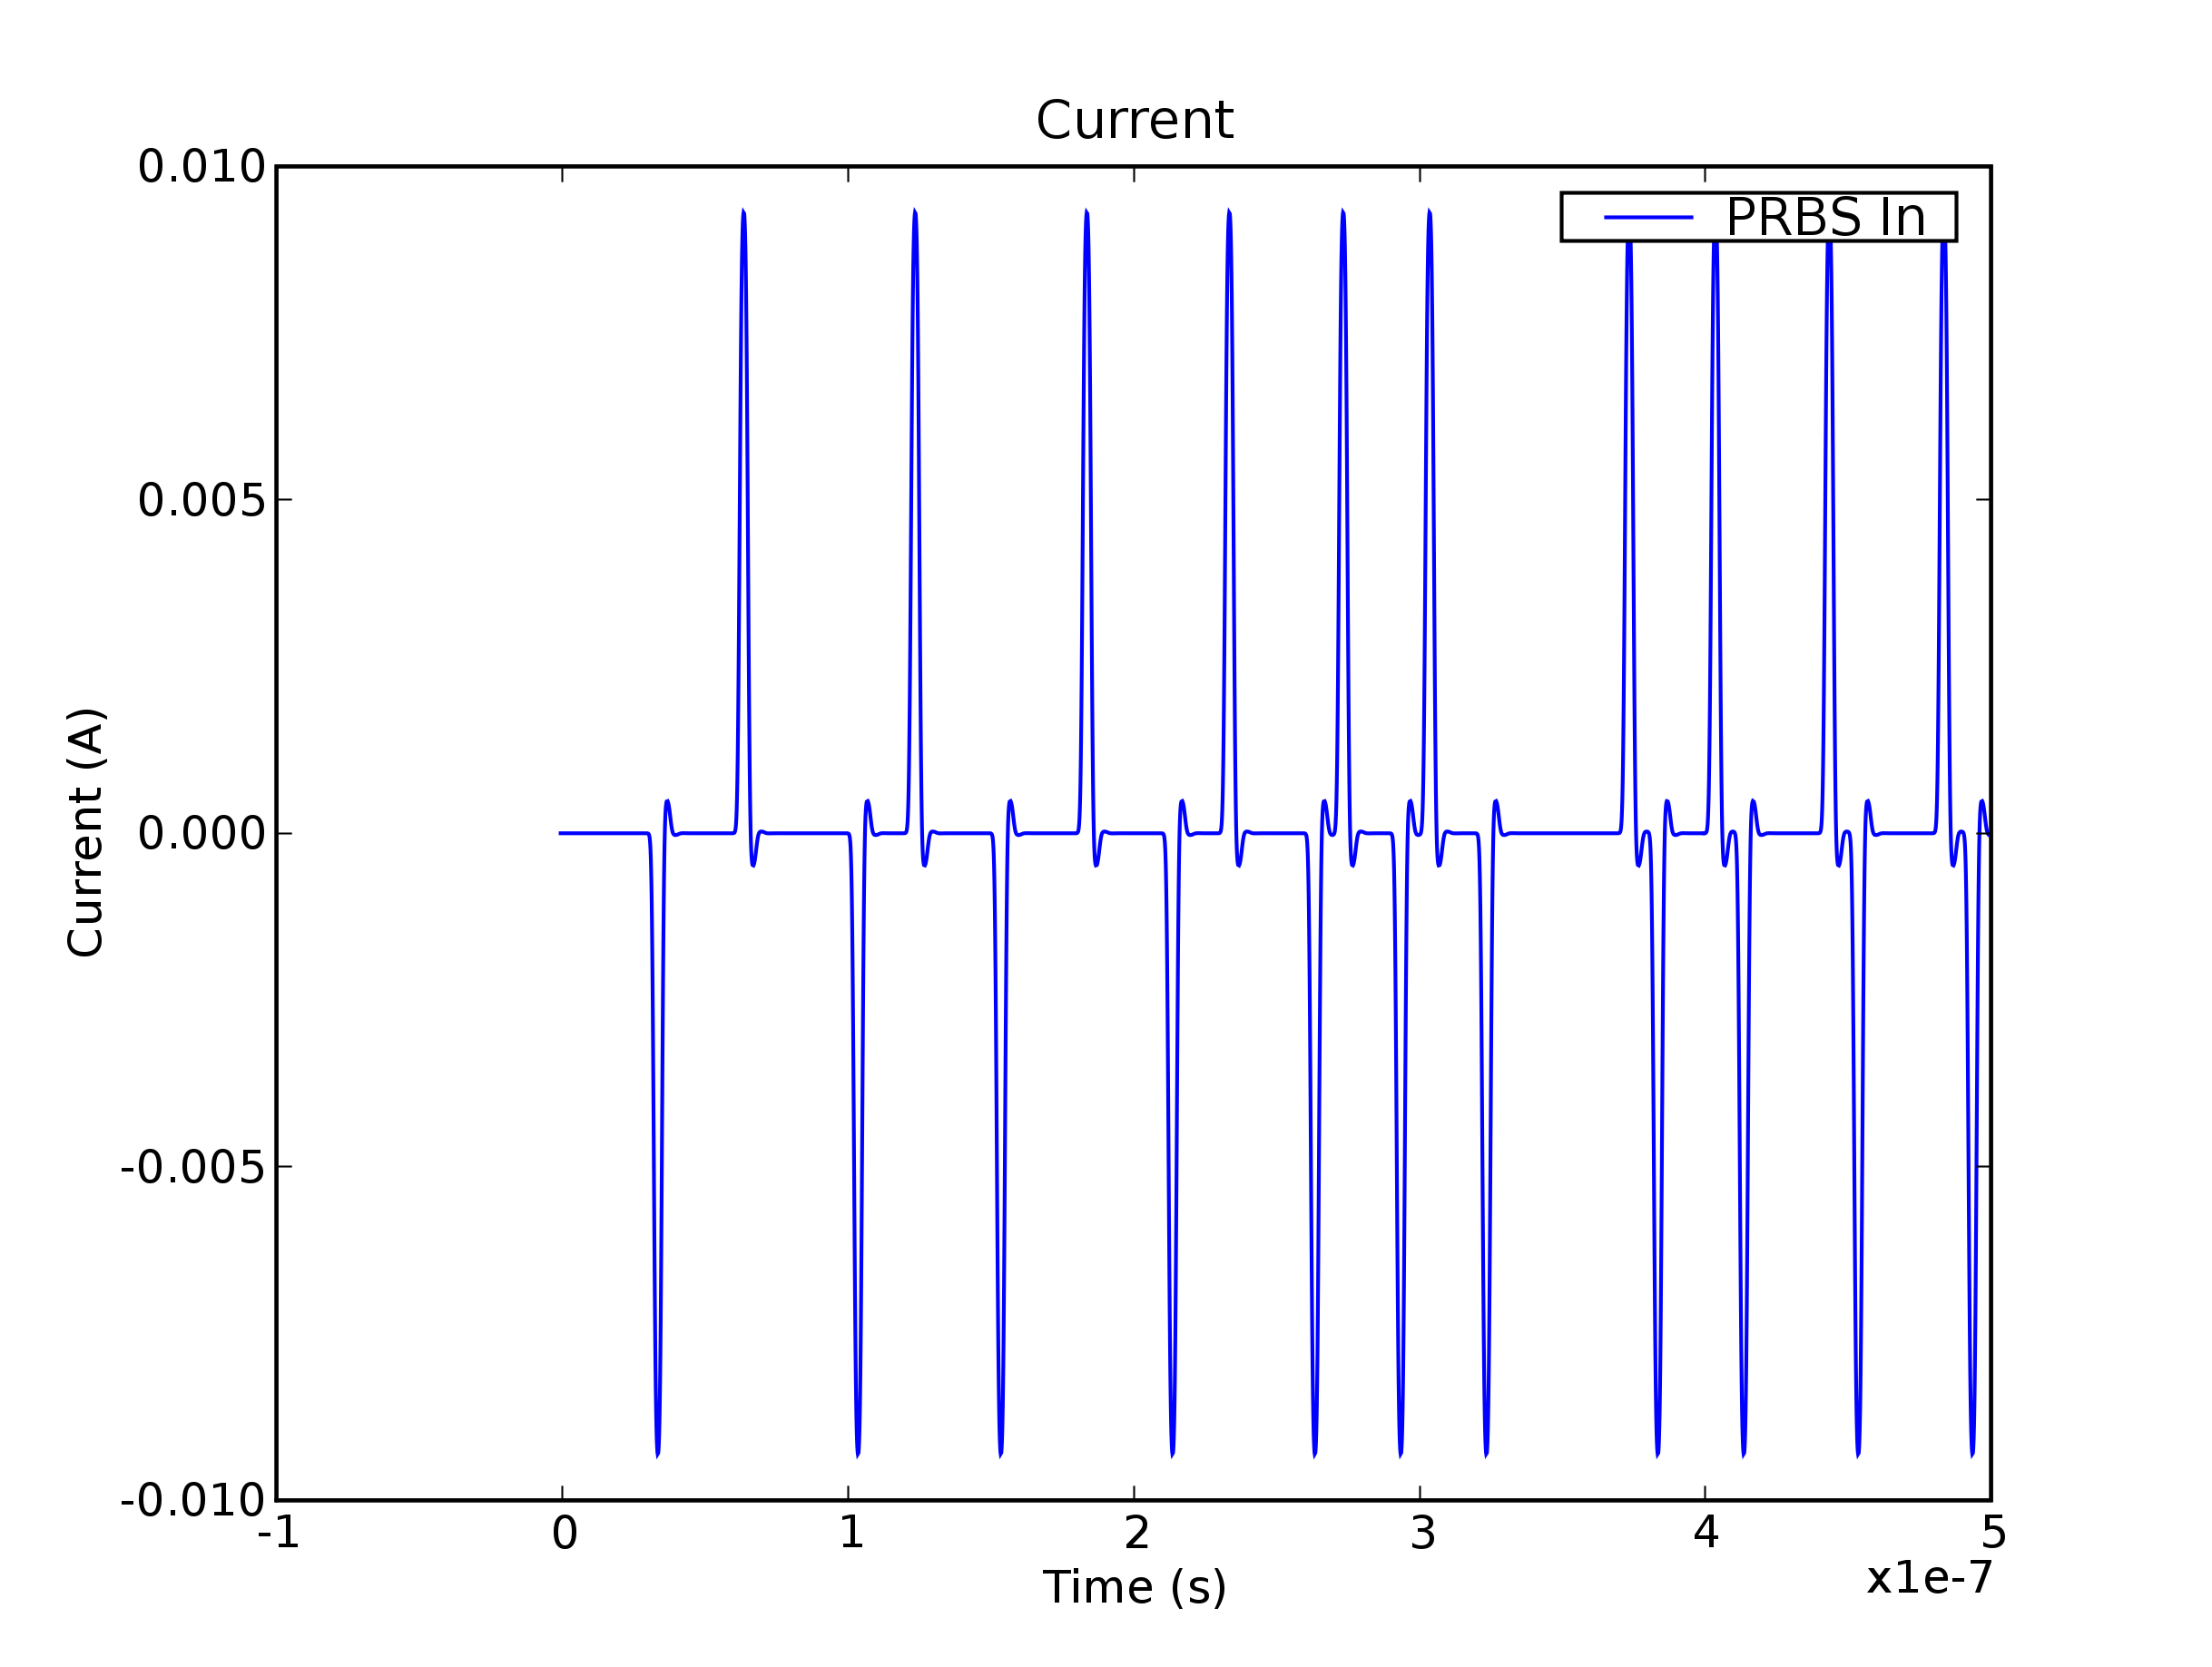 Current
PRBS In
0.010
0.005
0.000
-0.005
-0.010
Current (A)
-1 0 1 2 3 4 5
x1e-7
Time (s)